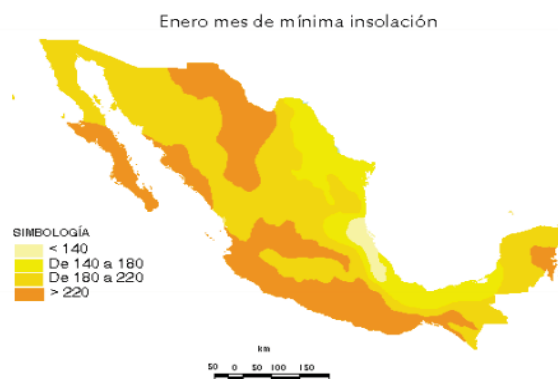 Enero mes de mínima insolación
SIMBOLOGÍA
< 140
De 140 a 180
De 180 a 220
> 220
km
50 0 50 100 150